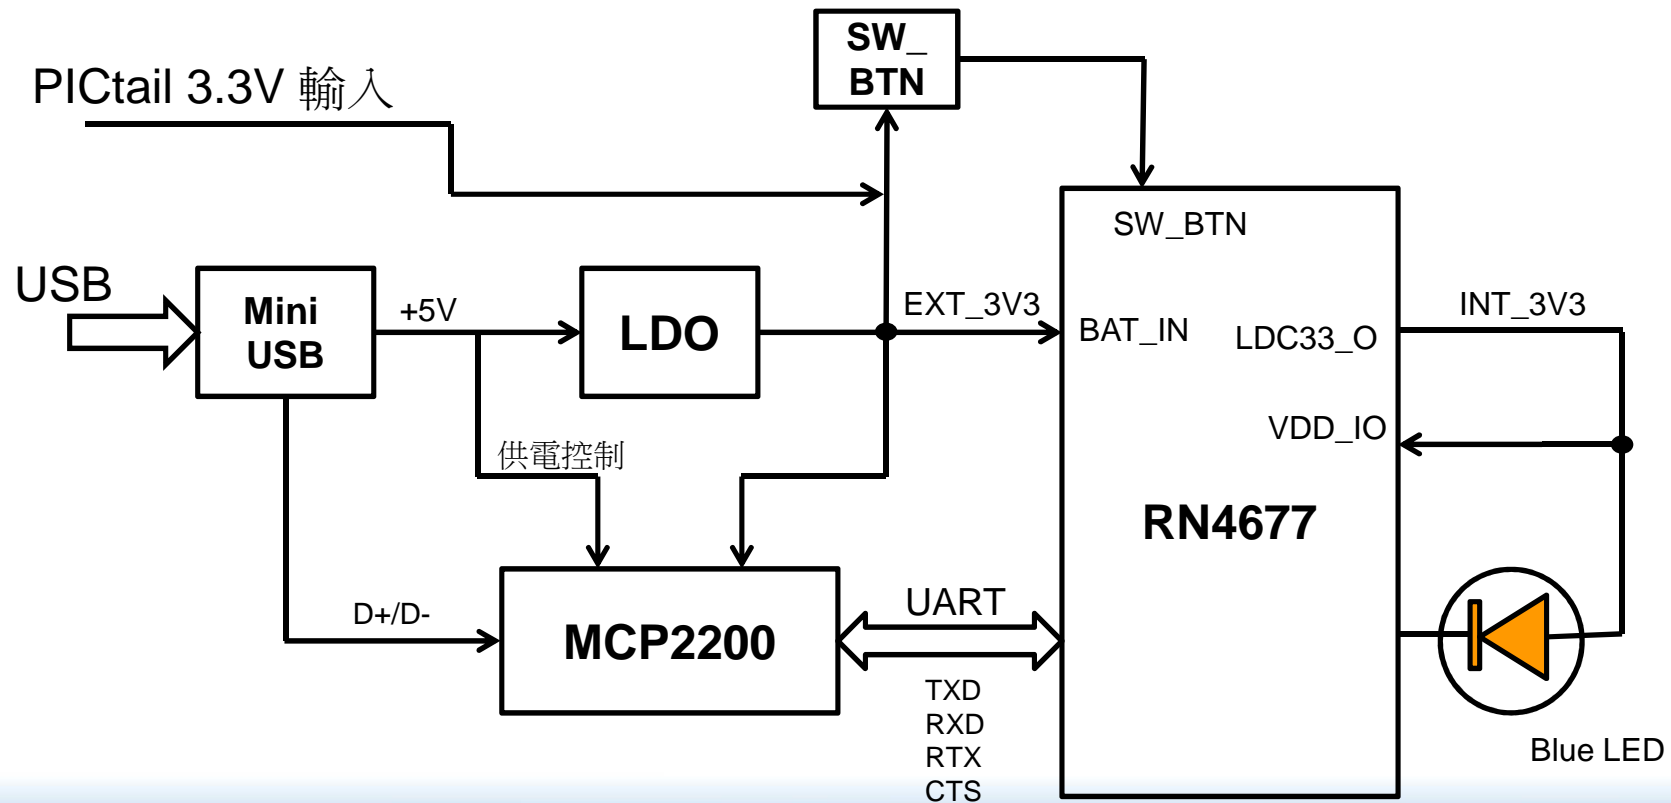 SW_
BTN
PICtail 3.3V 輸入
SW_BTN
USB
Mini
USB
+5V
LDO
EXT_3V3
BAT_IN
LDC33_O
INT_3V3
VDD_IO
供電控制
RN4677
D+/D-
MCP2200
UART
TXD
RXD
RTX
CTS
Blue LED